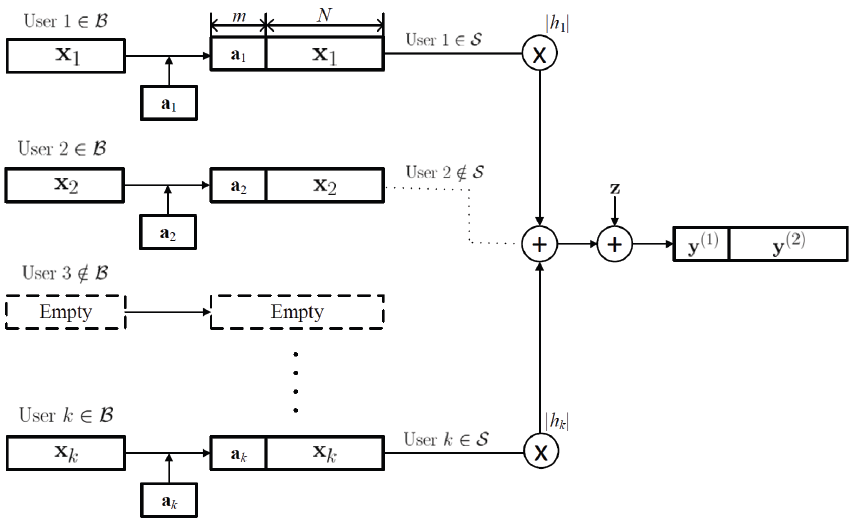 User 1 ∈ ℬ
m N
|h₁|
x₁
a₁ x₁
User 1 ∈ 𝒮
X
a₁
User 2 ∈ ℬ
x₂
a₂ x₂
User 2 ∉ 𝒮
z
a₂
+ +
y⁽¹⁾ y⁽²⁾
User 3 ∉ ℬ
Empty Empty
User k ∈ ℬ
|hₖ|
xₖ
aₖ xₖ
User k ∈ 𝒮
X
aₖ